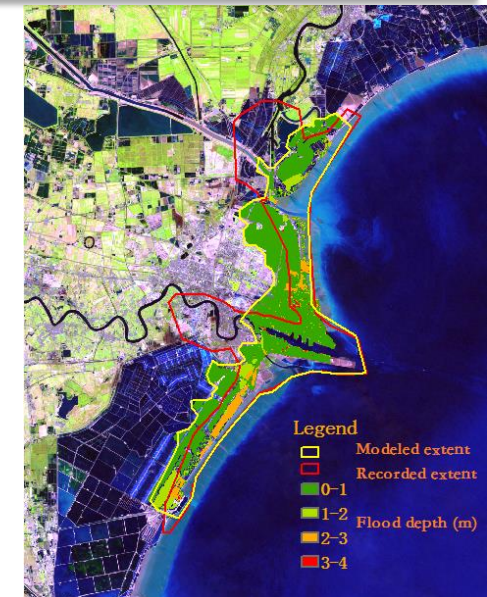 Legend
Modeled extent
Recorded extent
0-1
1-2
Flood depth (m)
2-3
3-4